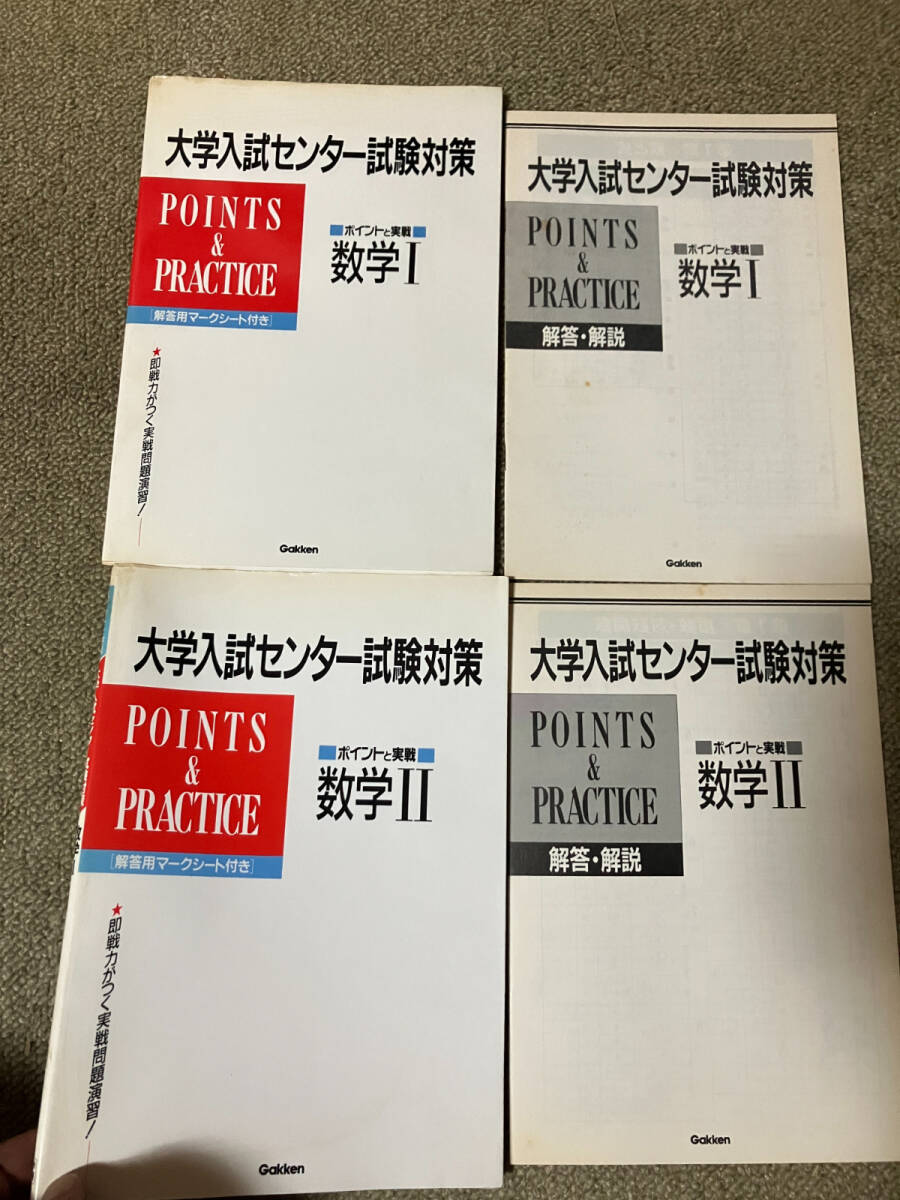 大学入試センター試験対策
POINTS
&
PRACTICE
[解答用マークシート付き]
ポイントと実戦
数学I
★即戦力がつく実戦問題演習!
Gakken
大学入試センター試験対策
POINTS
&
PRACTICE
解答・解説
ポイントと実戦
数学I
Gakken
大学入試センター試験対策
POINTS
&
PRACTICE
[解答用マークシート付き]
ポイントと実戦
数学II
★即戦力がつく実戦問題演習!
Gakken
大学入試センター試験対策
POINTS
&
PRACTICE
解答・解説
ポイントと実戦
数学II
Gakken